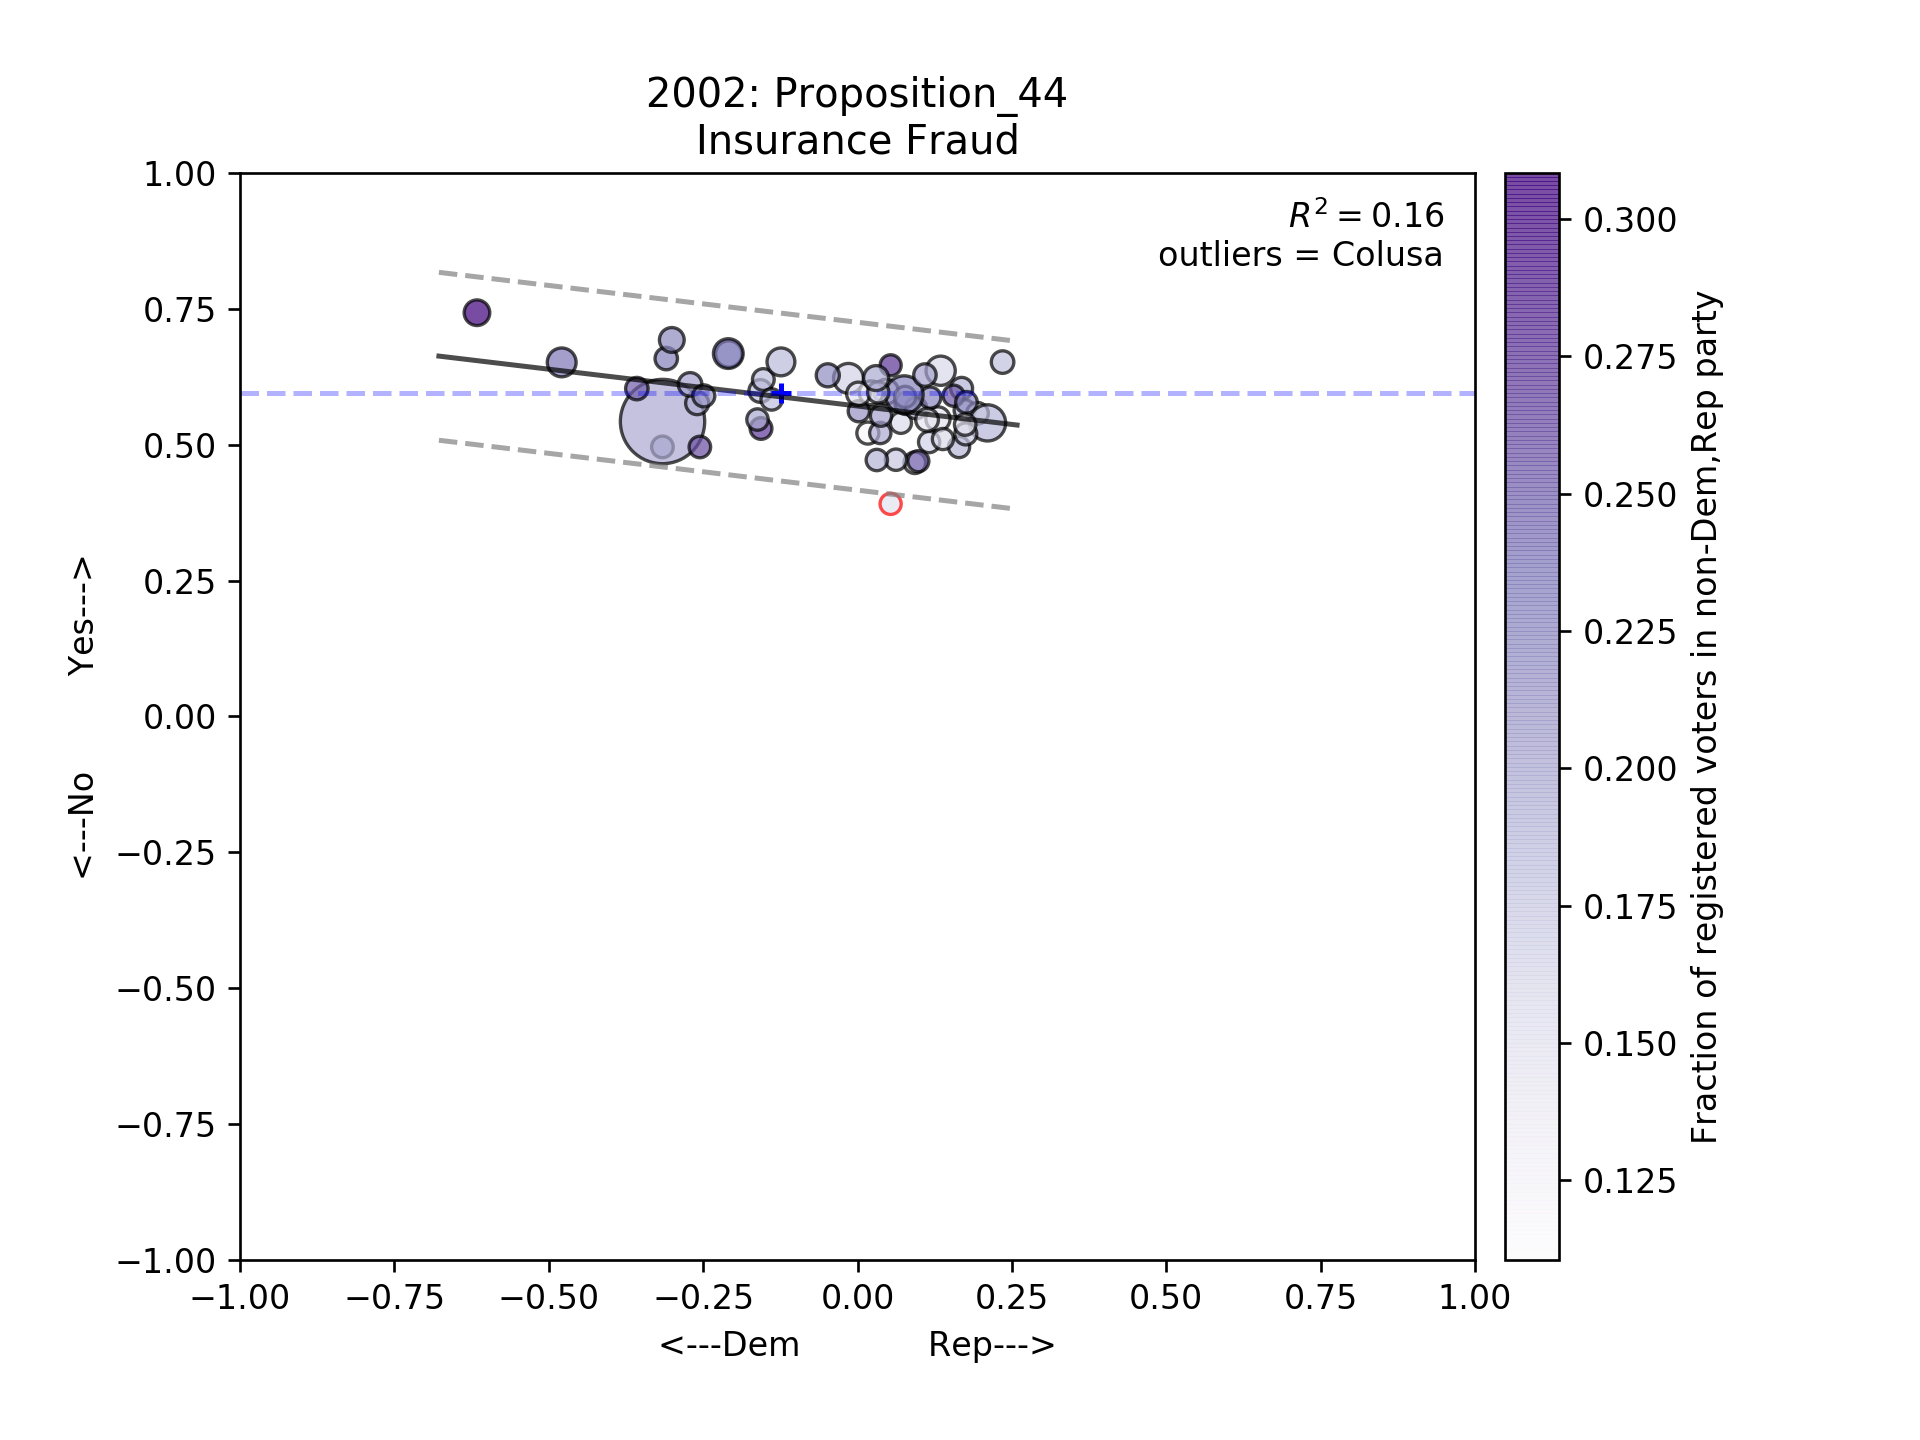 2002: Proposition_44
Insurance Fraud
R² = 0.16
outliers = Colusa
1.00
0.75
0.50
0.25
0.00
−0.25
−0.50
−0.75
−1.00
<---No Yes--->
−1.00 −0.75 −0.50 −0.25 0.00 0.25 0.50 0.75 1.00
<---Dem Rep--->
0.300
0.275
0.250
0.225
0.200
0.175
0.150
0.125
Fraction of registered voters in non-Dem,Rep party